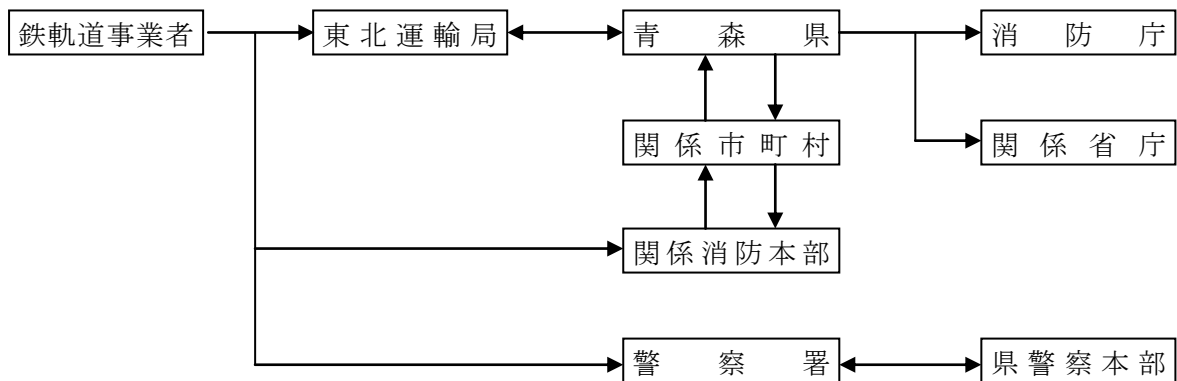 鉄軌道事業者
東北運輸局
青森県
消防庁
関係市町村
関係省庁
関係消防本部
警察署
県警察本部